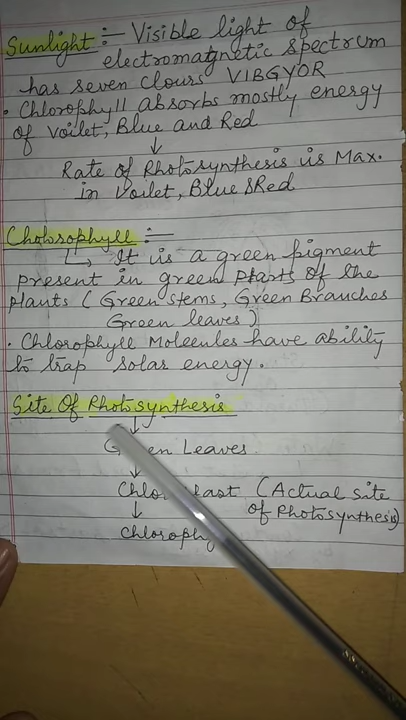 Sunlight :- Visible light of
electromagnetic spectrum
has seven Clours VIBGYOR
• Chlorophyll absorbs mostly energy
of Voilet, Blue and Red
↓
Rate of Photosynthesis is Max.
in Voilet, Blue & Red
Cholorophyll :-
↳ It is a green pigment
present in green parts of the
plants (Green Stems, Green Branches
Green leaves)
• Chlorophyll Molecules have ability
to trap solar energy.
Site Of Photosynthesis
↓
Leaves
↓
(Actual site
of Photosynthesis)
↓